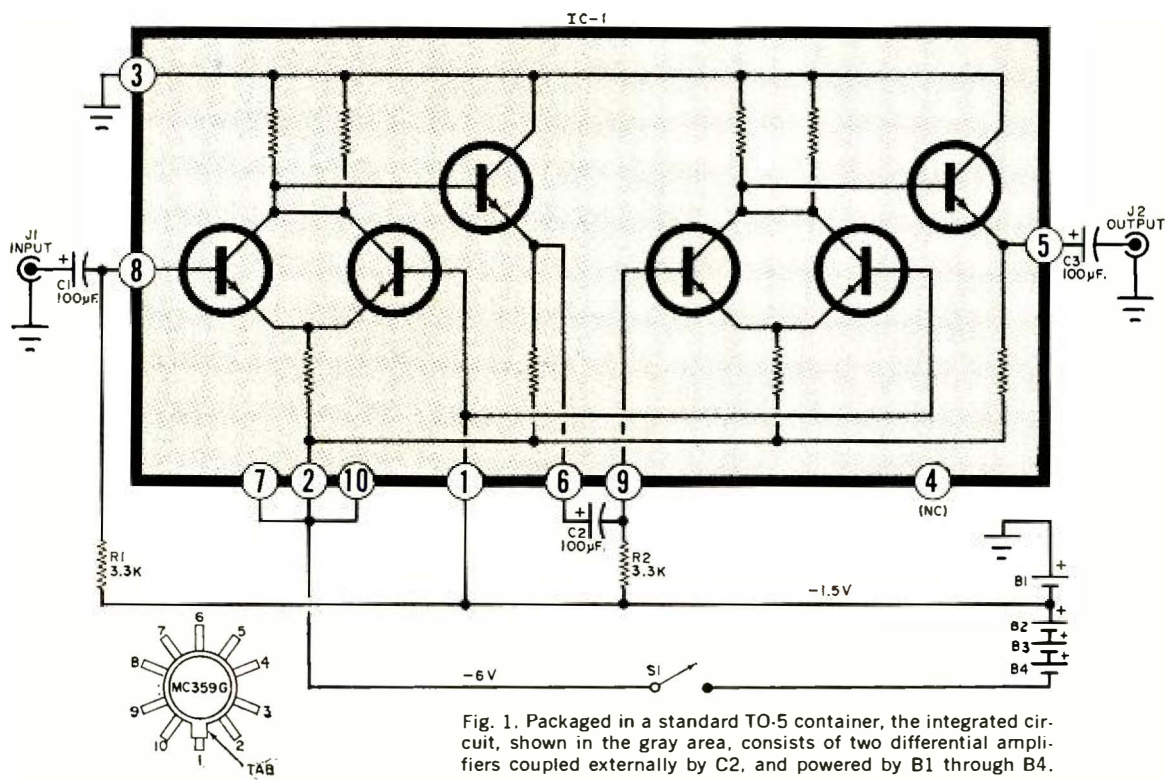 IC-1
3
J1
INPUT
+
C1
100µF.
8
5
+
C3
100µF.
J2
OUTPUT
7
2
10
1
6
9
4
(NC)
+
C2
100µF.
R1
3.3K
R2
3.3K
-1.5V
B1
+
+
B2
+
B3
+
B4
-6V
S1
6
7
5
8
4
MC359G
9
3
10
2
1
TAB
Fig. 1. Packaged in a standard TO-5 container, the integrated cir-
cuit, shown in the gray area, consists of two differential ampli-
fiers coupled externally by C2, and powered by B1 through B4.